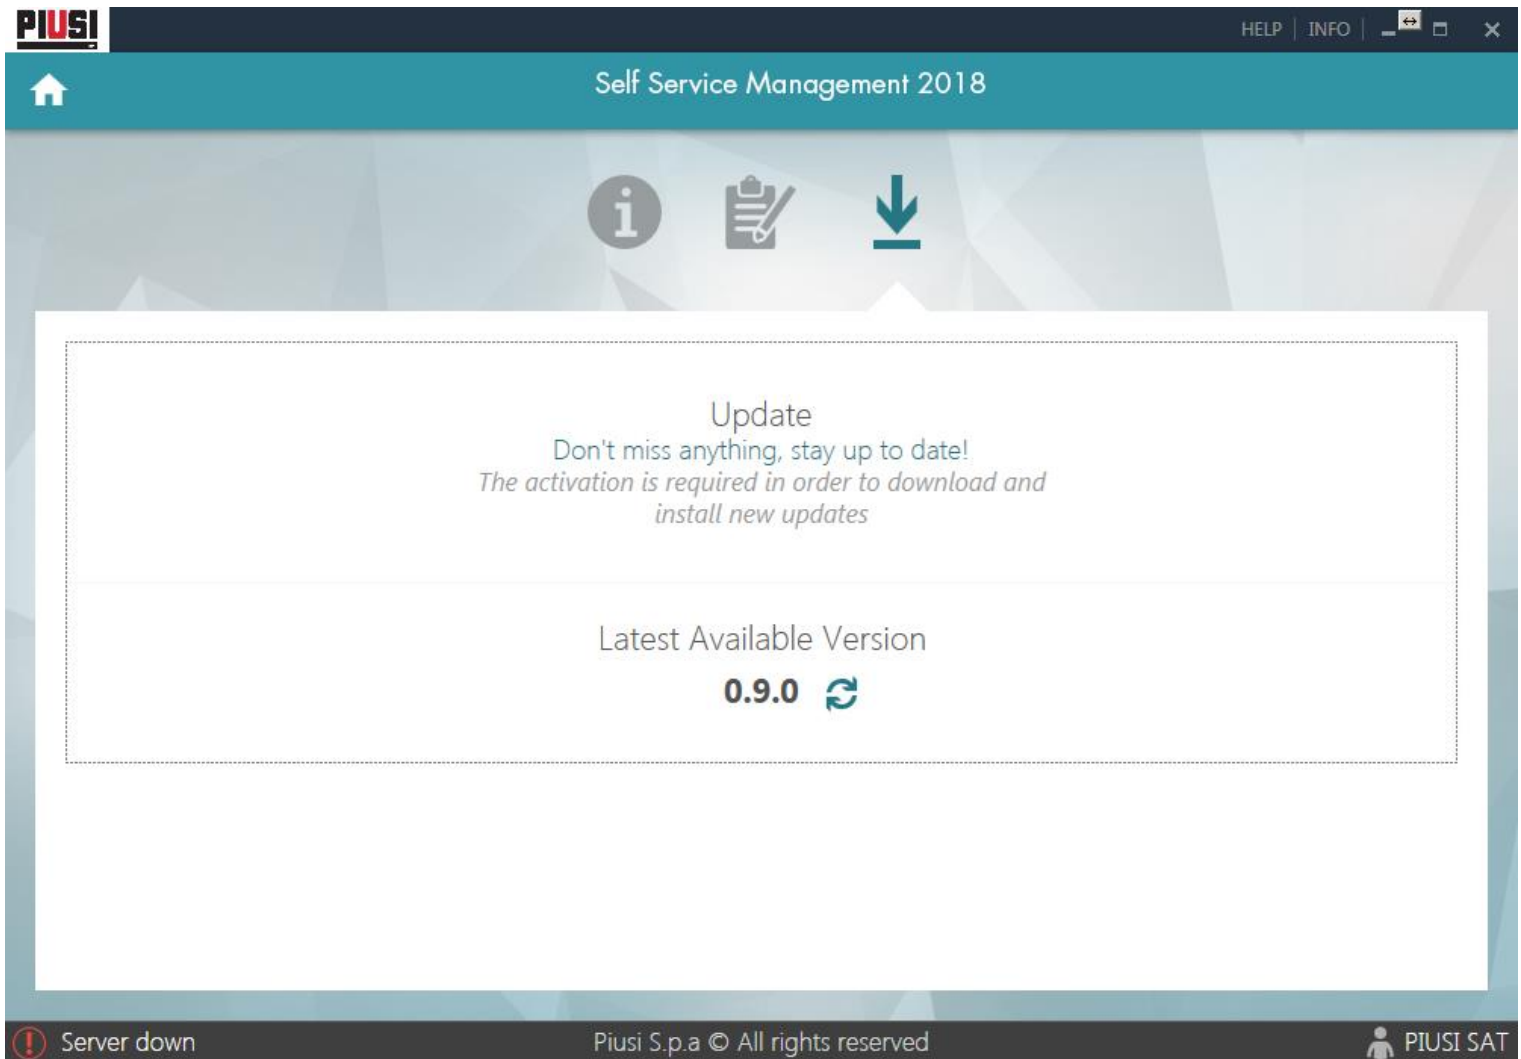 PIUSI
HELP | INFO |
Self Service Management 2018
Update
Don't miss anything, stay up to date!
The activation is required in order to download and
install new updates
Latest Available Version
0.9.0
Server down
Piusi S.p.a © All rights reserved
PIUSI SAT